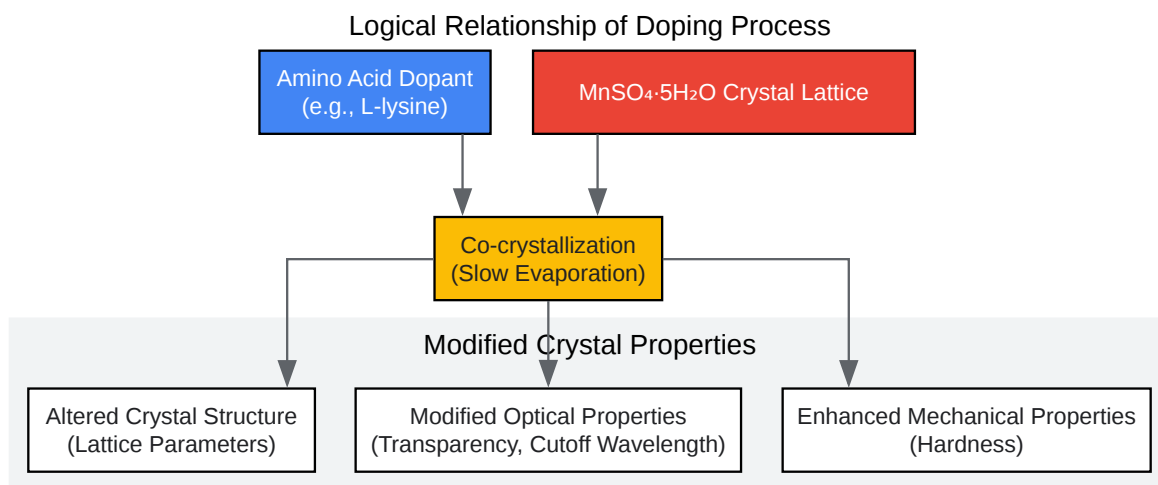 Logical Relationship of Doping Process
Amino Acid Dopant
(e.g., L-lysine)
MnSO₄·5H₂O Crystal Lattice
Co-crystallization
(Slow Evaporation)
Modified Crystal Properties
Altered Crystal Structure
(Lattice Parameters)
Modified Optical Properties
(Transparency, Cutoff Wavelength)
Enhanced Mechanical Properties
(Hardness)